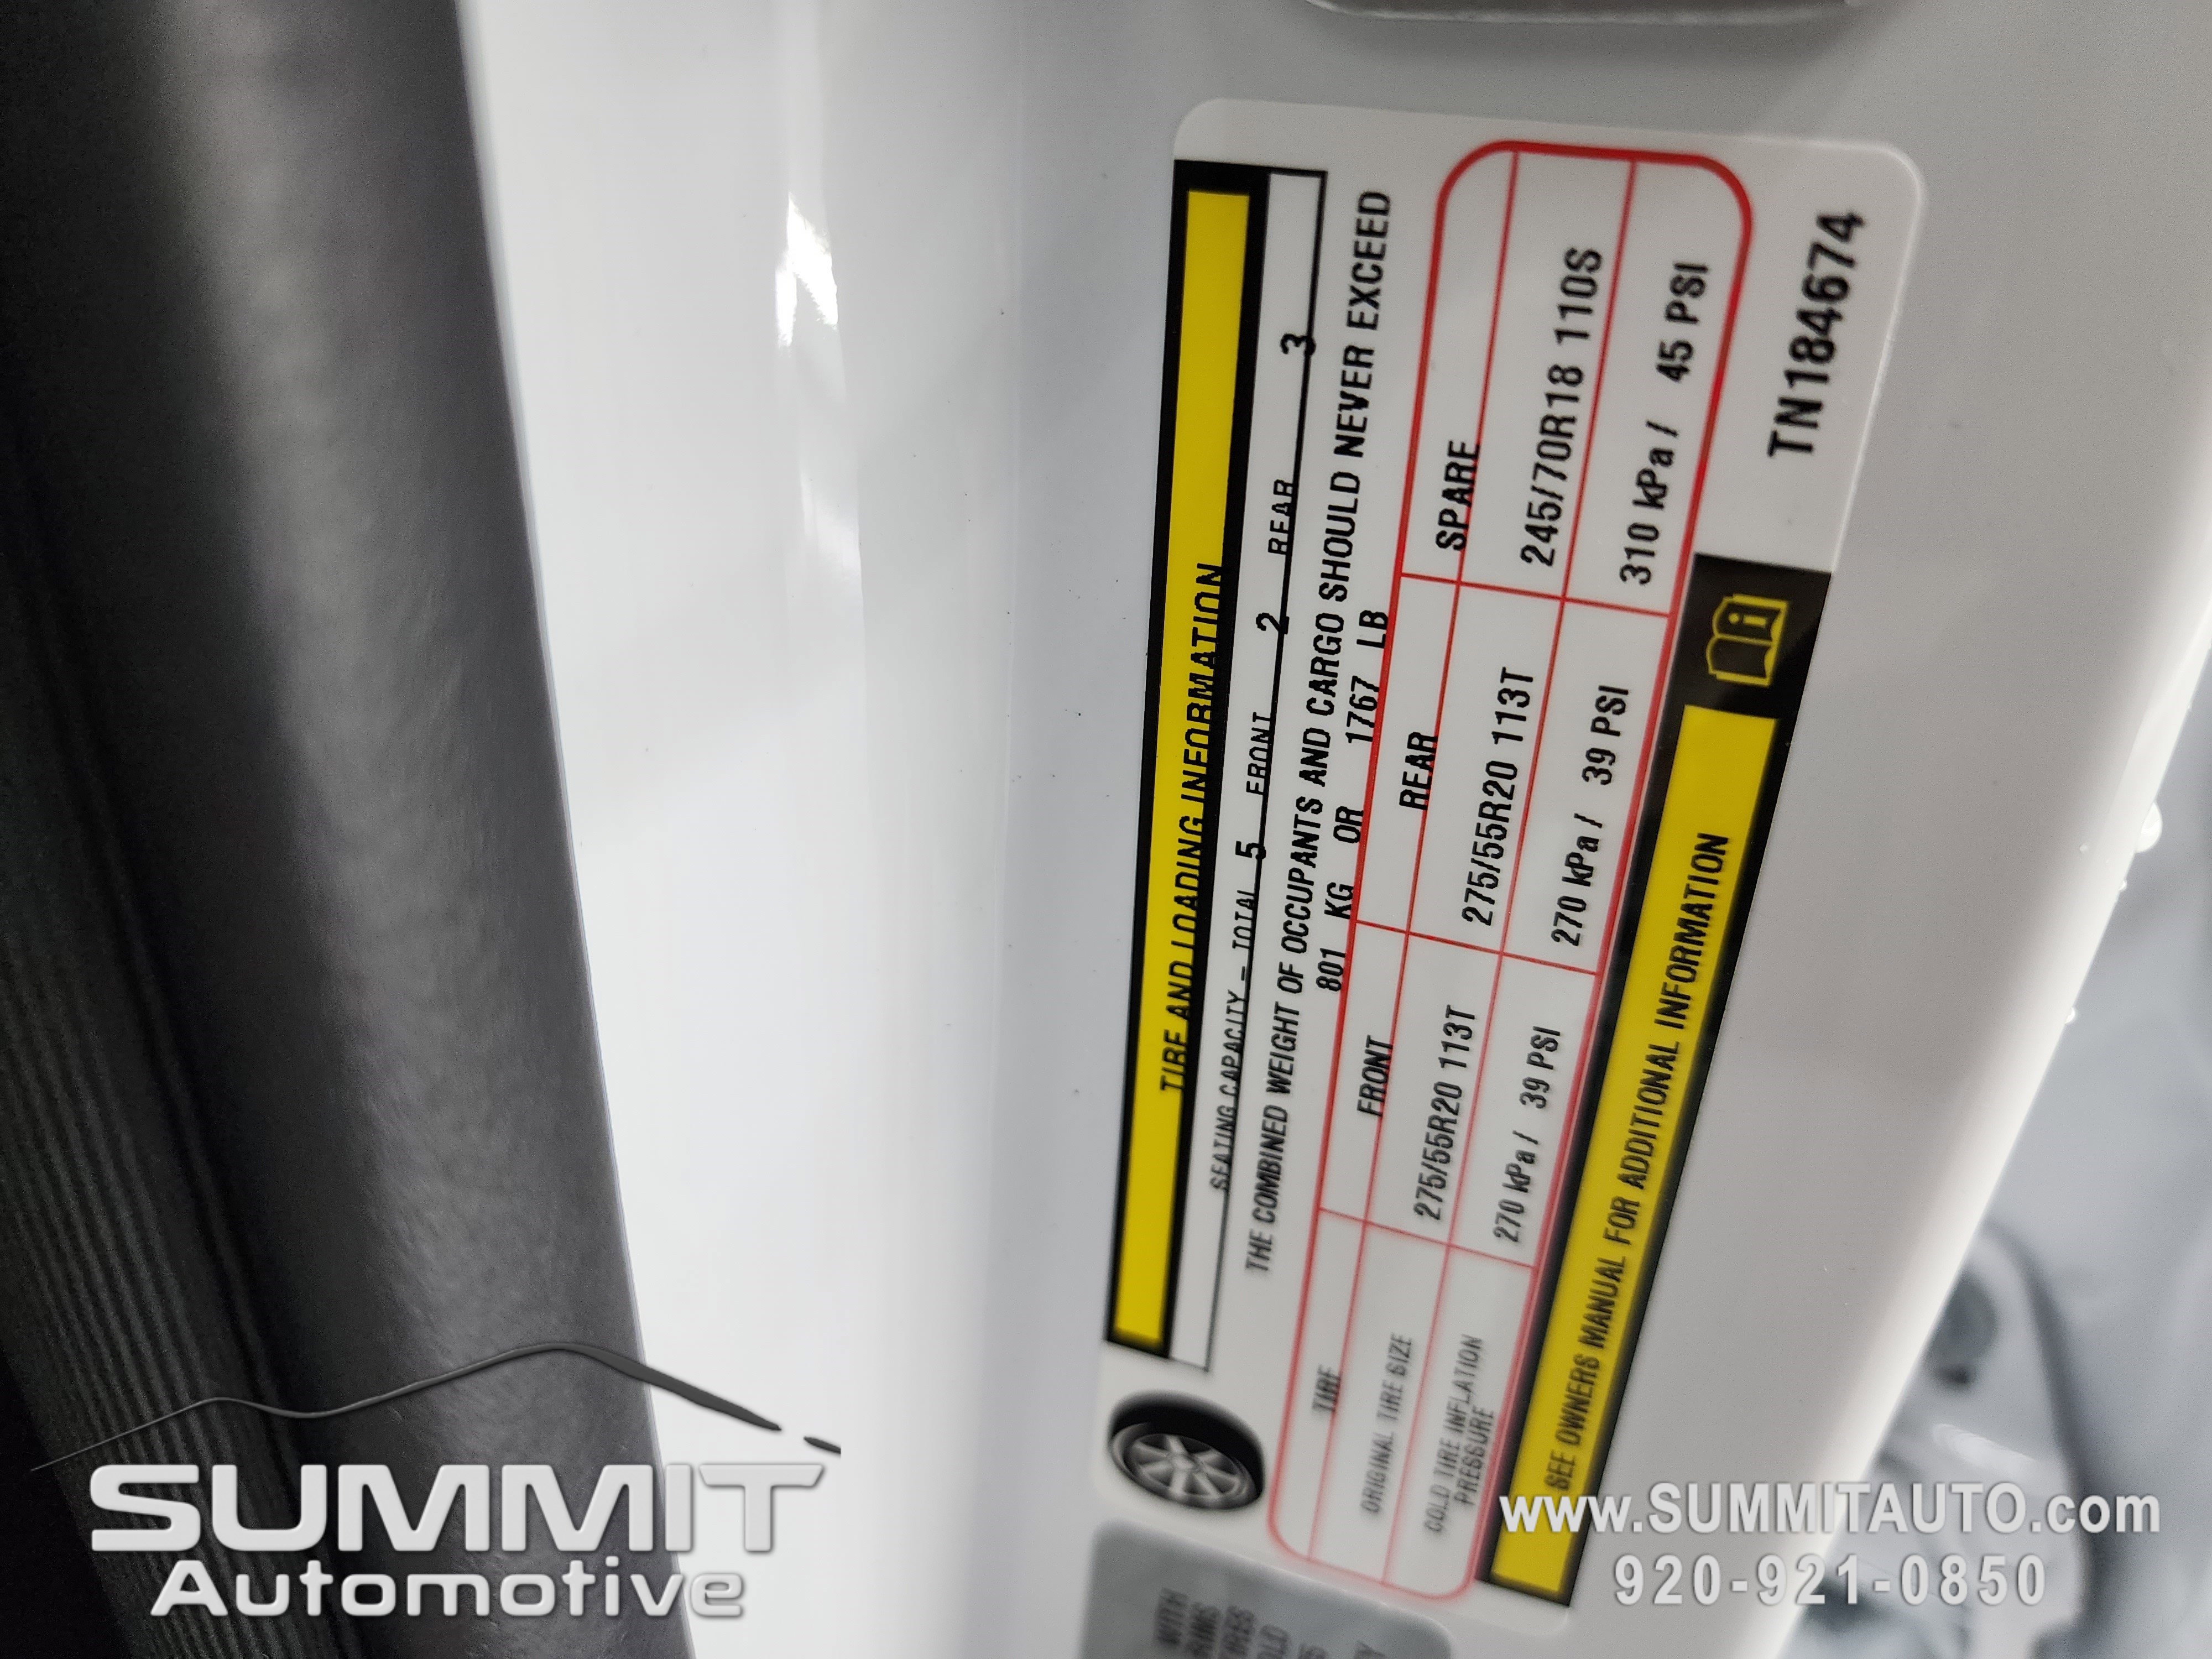 TIRE AND LOADING INFORMATION
SEATING CAPACITY – TOTAL 5 FRONT 2 REAR 3
THE COMBINED WEIGHT OF OCCUPANTS AND CARGO SHOULD NEVER EXCEED
801 KG OR 1767 LB
TIRE FRONT REAR SPARE
ORIGINAL TIRE SIZE 275/55R20 113T 275/55R20 113T 245/70R18 110S
COLD TIRE INFLATION PRESSURE 270 kPa / 39 PSI 270 kPa / 39 PSI 310 kPa / 45 PSI
SEE OWNERS MANUAL FOR ADDITIONAL INFORMATION
TN184674
WITH
SUMMIT
Automotive
www.SUMMITAUTO.com
920-921-0850